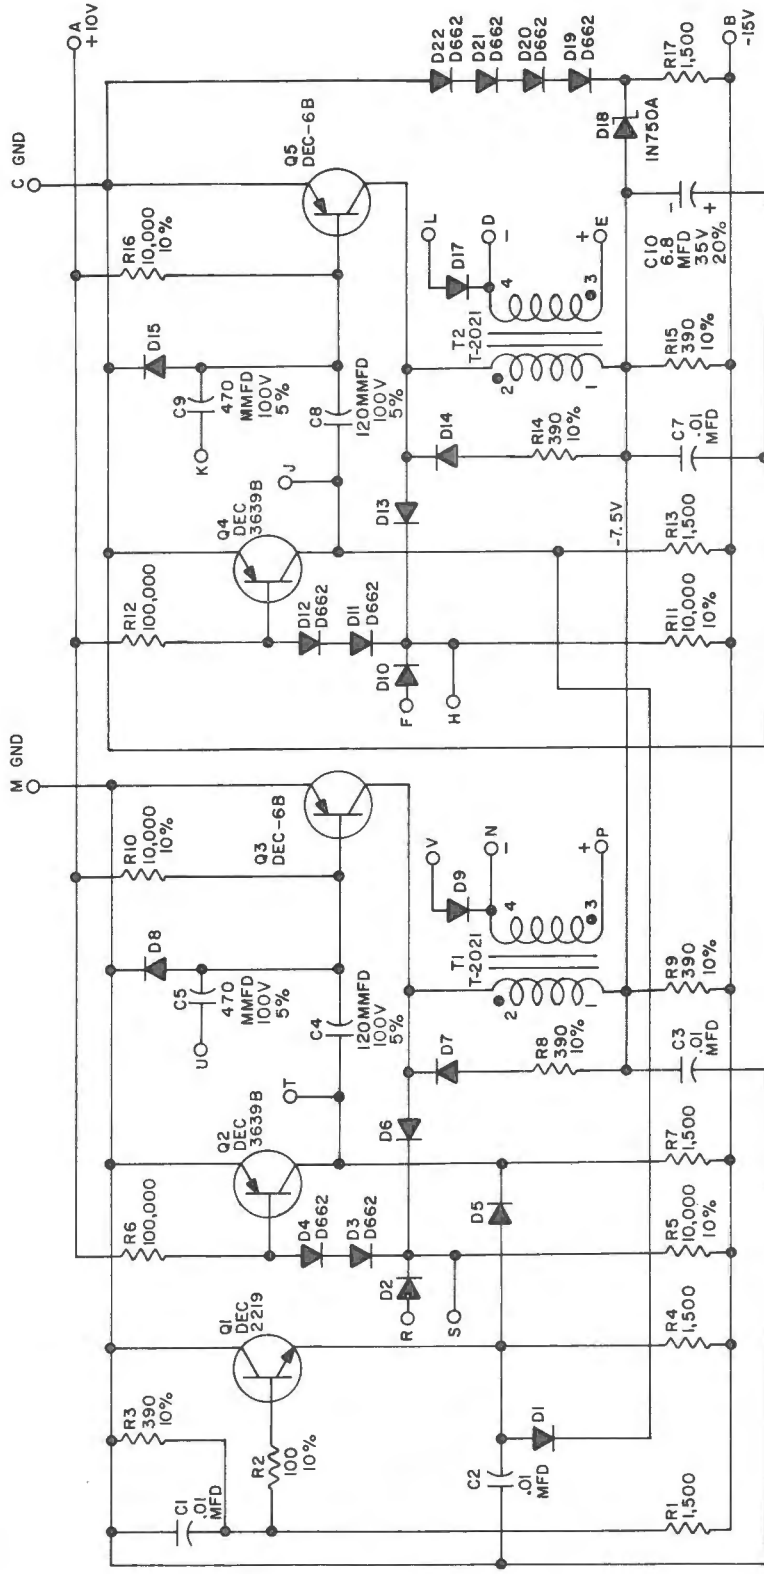 A
+10V
C GND
M GND
R16
10,000
10%
Q5
DEC-6B
D15
C9
470
MMFD
100V
5%
K
C8
120MMFD
100V
5%
J
Q4
DEC
3639B
R12
100,000
D22
D662
D21
D662
D20
D662
D19
D662
R17
1,500
D18
1N750A
B
-15V
L
D17
D
-
4
T2
T-2021
2
1
3
+
E
C10
6.8
MFD
35V
20%
-
+
D14
R14
390
10%
R15
390
10%
C7
.01
MFD
D13
-7.5V
R13
1,500
D12
D662
D11
D662
D10
F
H
R11
10,000
10%
R10
10,000
10%
Q3
DEC-6B
D8
C5
470
MMFD
100V
5%
U
C4
120MMFD
100V
5%
T
Q2
DEC
3639B
R6
100,000
V
D9
N
-
4
T1
T-2021
2
1
3
+
P
D7
R8
390
10%
R9
390
10%
C3
.01
MFD
D6
D5
R7
1,500
D4
D662
D3
D662
D2
R
S
R5
10,000
10%
Q1
DEC
2219
R3
390
10%
C1
.01
MFD
R2
100
10%
R4
1,500
D1
C2
.01
MFD
R1
1,500